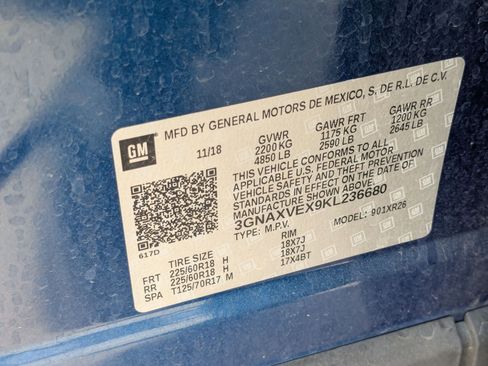 GM
MFD BY GENERAL MOTORS DE MEXICO, S. DE R.L. DE C.V.
11/18 GVWR GAWR FRT GAWR RR
2200 KG 1175 KG 1200 KG
4850 LB 2590 LB 2645 LB
THIS VEHICLE CONFORMS TO ALL
APPLICABLE U.S. FEDERAL MOTOR
VEHICLE SAFETY AND THEFT PREVENTION
STANDARDS IN EFFECT ON THE DATE OF
MANUFACTURE SHOWN ABOVE.
3GNAXVEX9KL236680
TYPE: M.P.V. MODEL: 901XR26
617D
TIRE SIZE RIM
FRT 225/60R18 H 18X7J
RR 225/60R18 H 18X7J
SPA T125/70R17 M 17X4BT